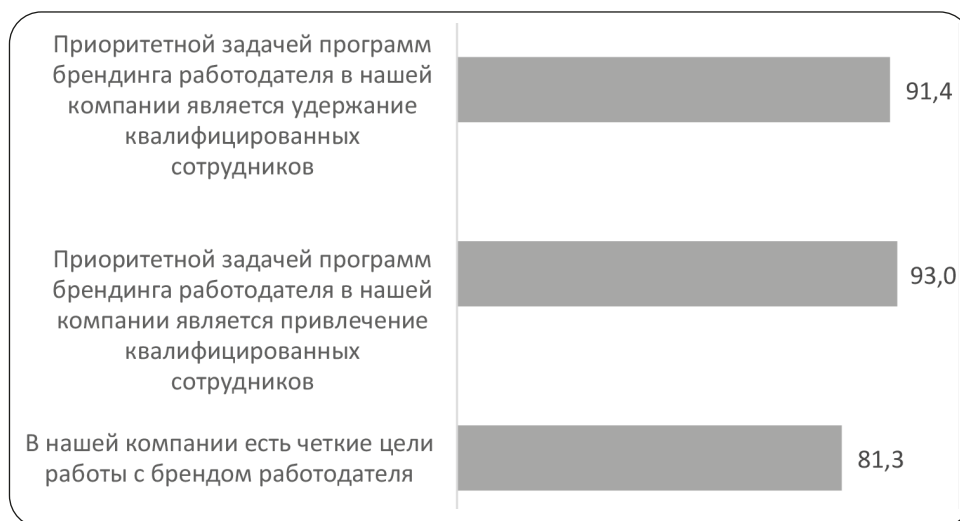 Приоритетной задачей программ
брендинга работодателя в нашей
компании является удержание
квалифицированных
сотрудников
91,4
Приоритетной задачей программ
брендинга работодателя в нашей
компании является привлечение
квалифицированных
сотрудников
93,0
В нашей компании есть четкие цели
работы с брендом работодателя
81,3